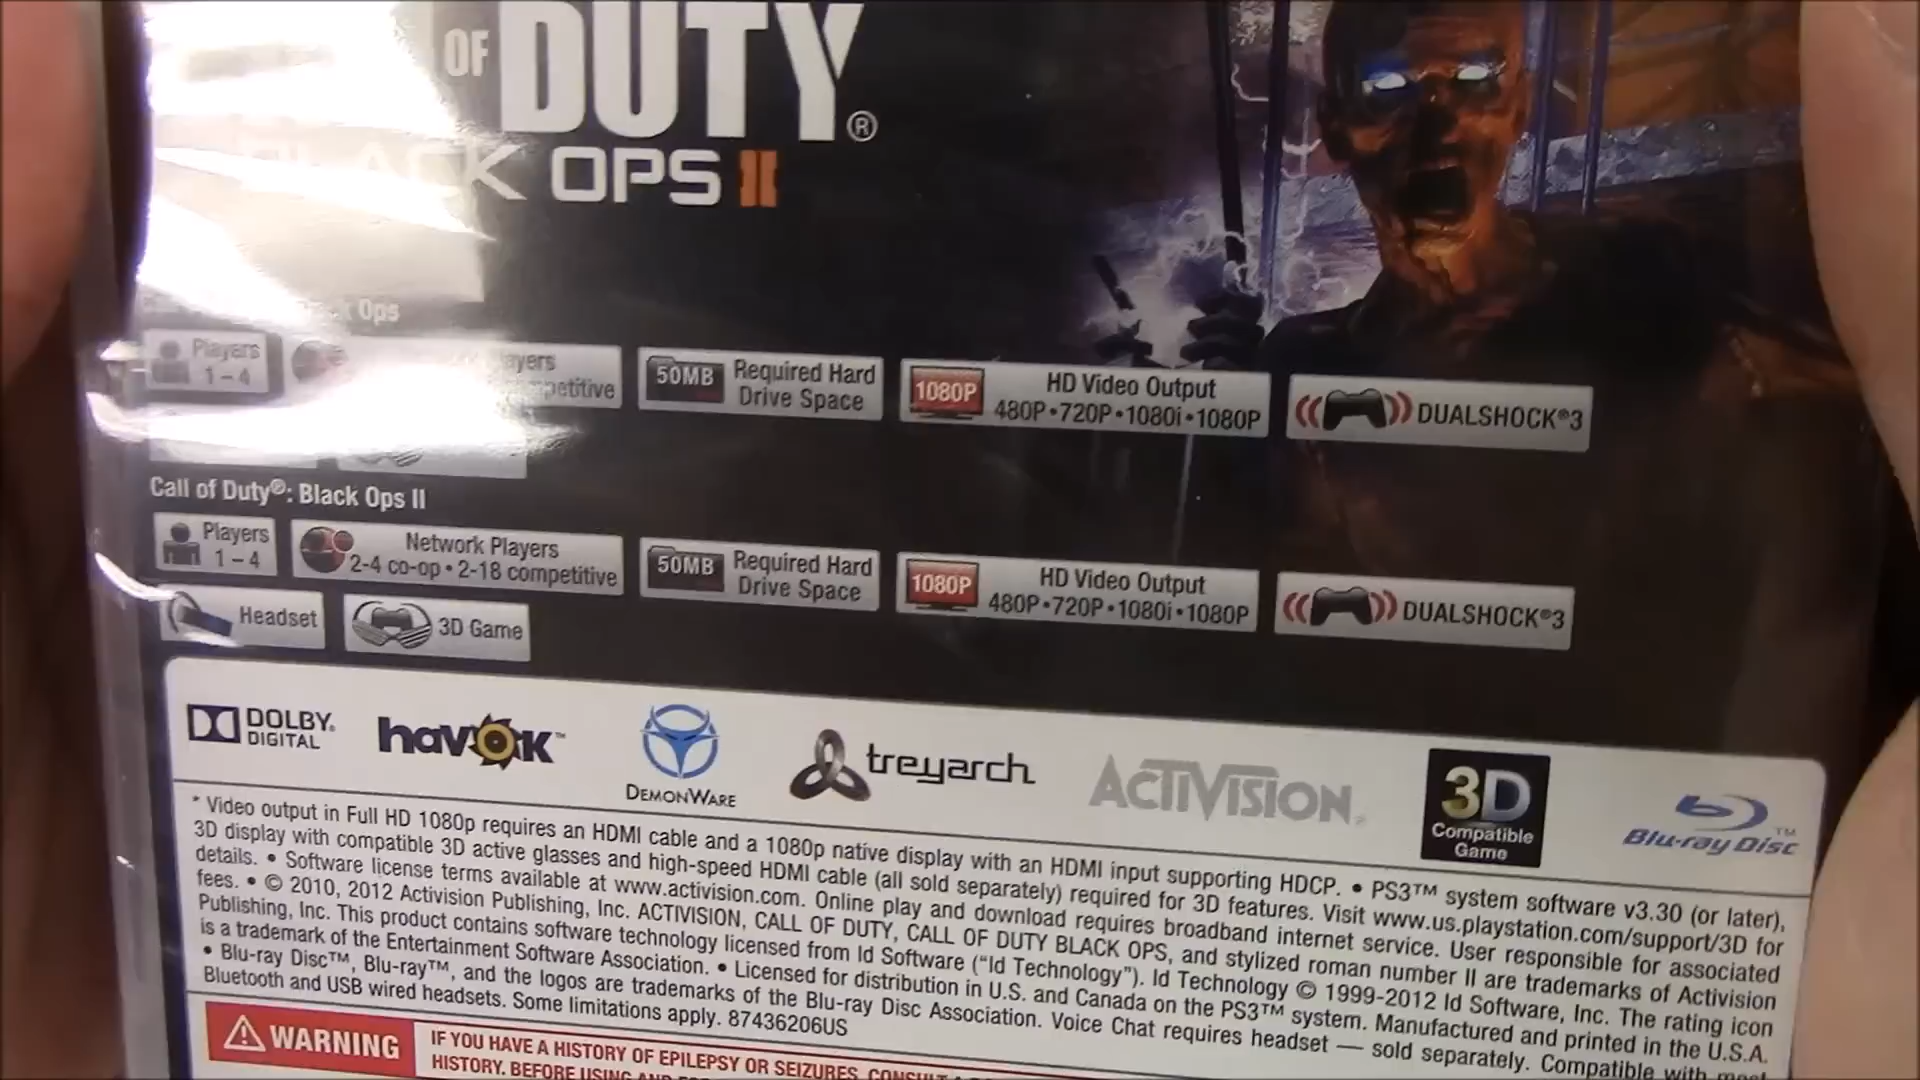 OF DUTY®
BLACK OPS II
ck Ops
Players
1 – 4
ayers
mpetitive
50MB
Required Hard
Drive Space
1080P
HD Video Output
480P•720P•1080i•1080P
DUALSHOCK®3
Call of Duty®: Black Ops II
Players
1 – 4
Network Players
2-4 co-op • 2-18 competitive
50MB
Required Hard
Drive Space
1080P
HD Video Output
480P•720P•1080i•1080P
DUALSHOCK®3
Headset
3D Game
DOLBY®
DIGITAL
havok™
DEMONWARE
treyarch
ACTIVISION®
3D
Compatible
Game
Blu-ray Disc™
* Video output in Full HD 1080p requires an HDMI cable and a 1080p native display with an HDMI input supporting HDCP. • PS3™ system software v3.30 (or later),
3D display with compatible 3D active glasses and high-speed HDMI cable (all sold separately) required for 3D features. Visit www.us.playstation.com/support/3D for
details. • Software license terms available at www.activision.com. Online play and download requires broadband internet service. User responsible for associated
fees. • © 2010, 2012 Activision Publishing, Inc. ACTIVISION, CALL OF DUTY, CALL OF DUTY BLACK OPS, and stylized roman number II are trademarks of Activision
Publishing, Inc. This product contains software technology licensed from Id Software ("Id Technology"). Id Technology © 1999-2012 Id Software, Inc. The rating icon
is a trademark of the Entertainment Software Association. • Licensed for distribution in U.S. and Canada on the PS3™ system. Manufactured and printed in the U.S.A.
• Blu-ray Disc™, Blu-ray™, and the logos are trademarks of the Blu-ray Disc Association. Voice Chat requires headset — sold separately. Compatible with most
Bluetooth and USB wired headsets. Some limitations apply. 87436206US
WARNING
IF YOU HAVE A HISTORY OF EPILEPSY OR SEIZURES, CONSULT A
HISTORY. BEFORE USING AND